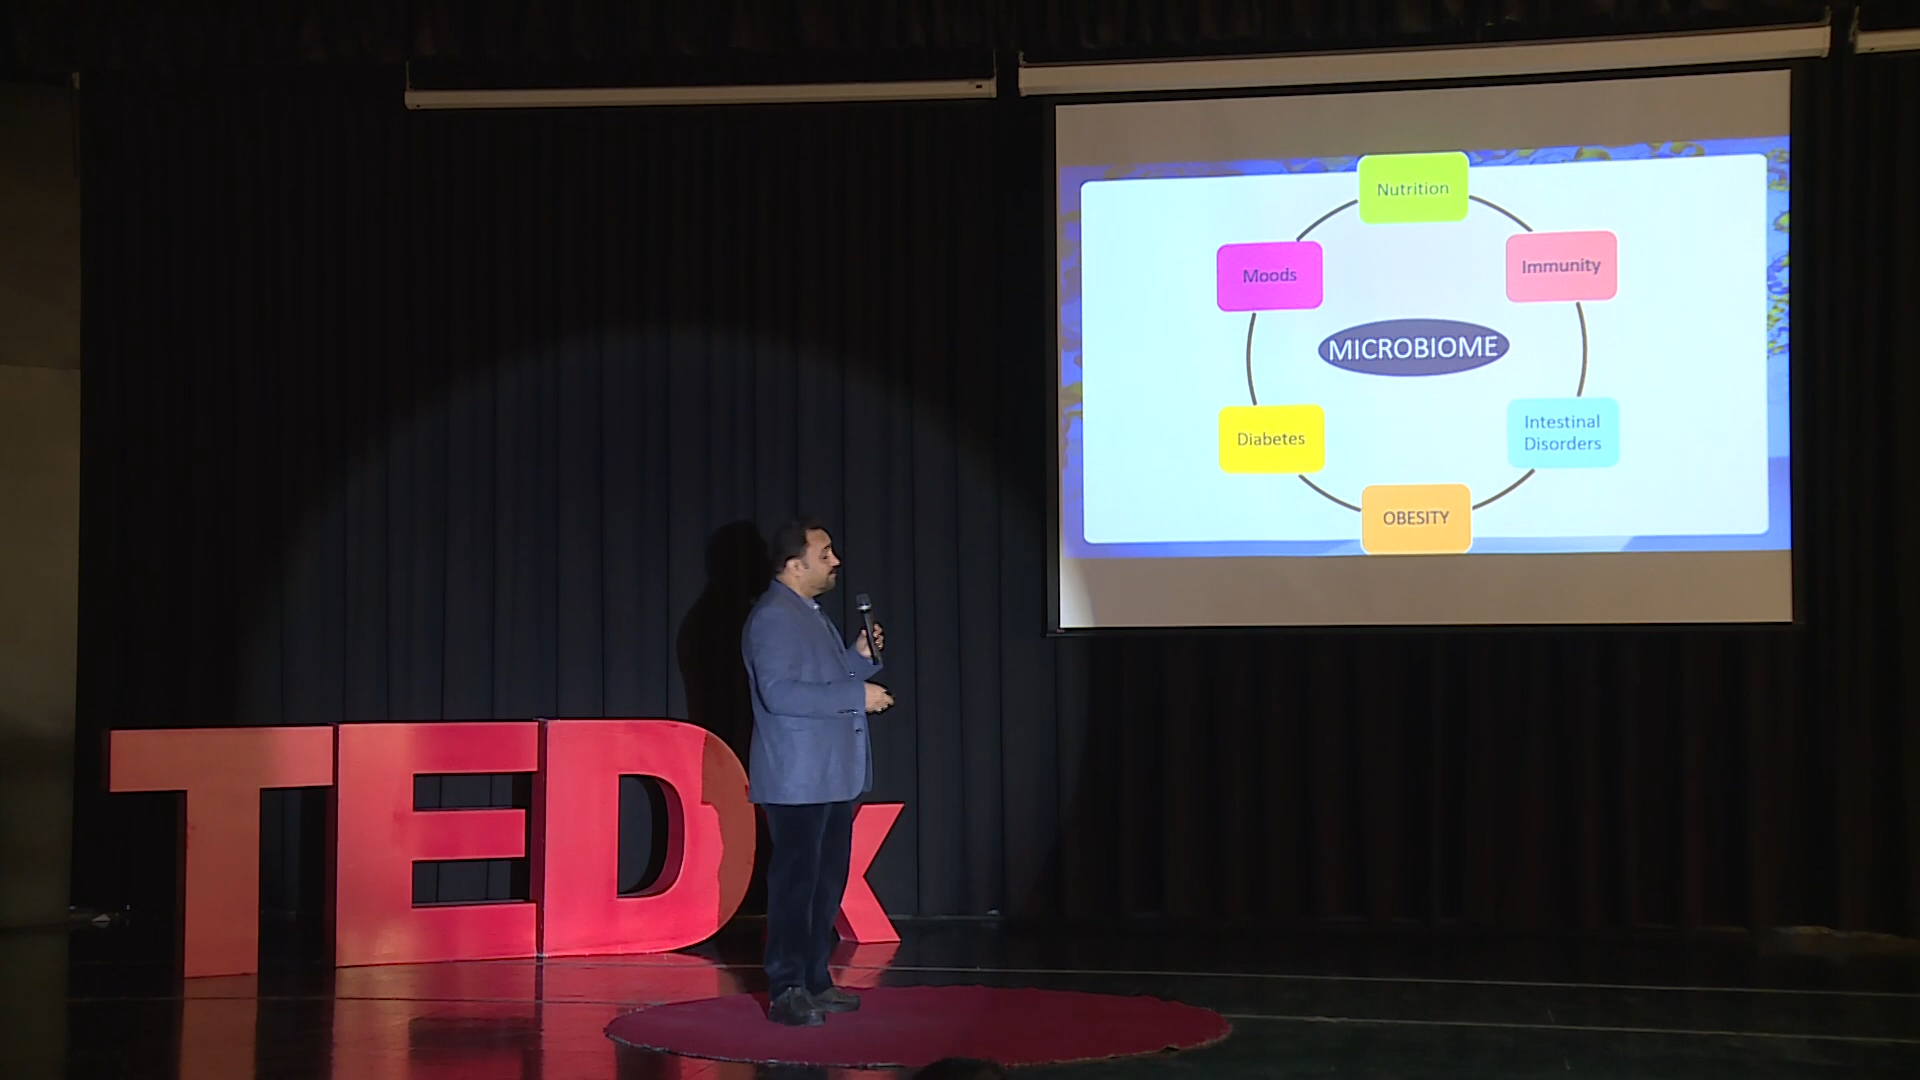 Nutrition
Moods
Immunity
MICROBIOME
Diabetes
Intestinal
Disorders
OBESITY
TEDx